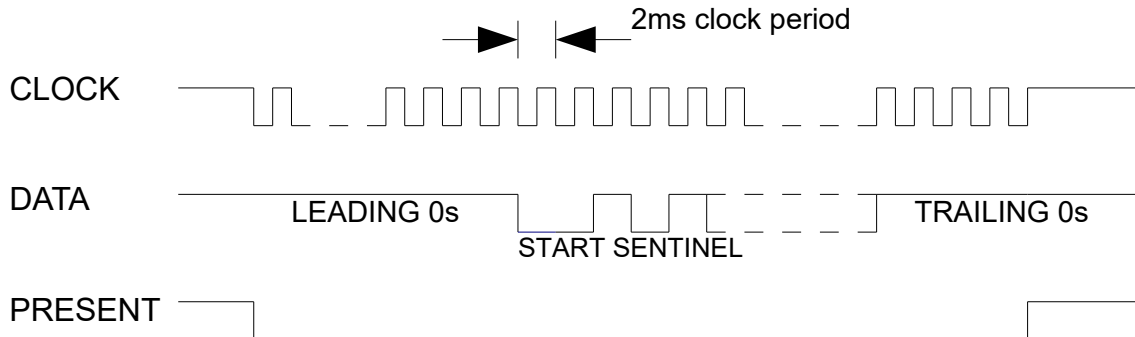 2ms clock period
CLOCK
DATA
LEADING 0s
TRAILING 0s
START SENTINEL
PRESENT